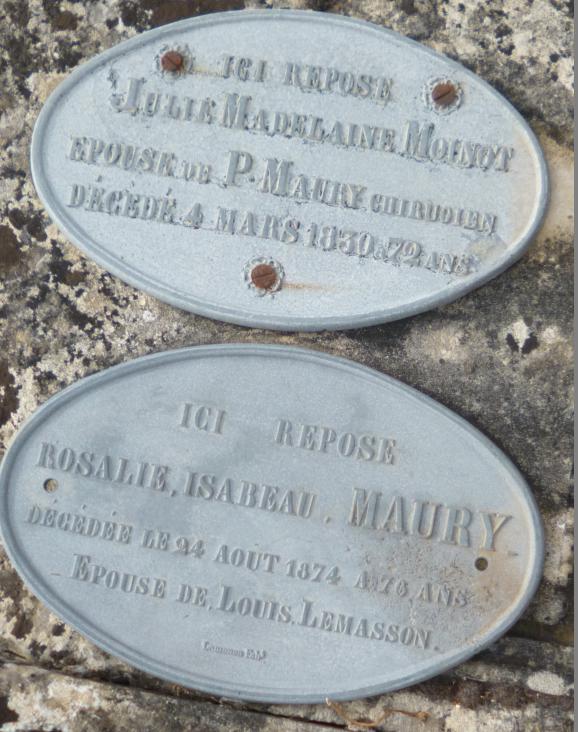 ICI REPOSE
JULIE MADELAINE MOINOT
EPOUSE DE P. MAURY CHIRUGIEN
DÉCÉDÉ 4 MARS 1830 A 72 ANS
ICI REPOSE
ROSALIE, ISABEAU, MAURY.
DÉCÉDÉE LE 24 AOUT 1874 A 76 ANS
EPOUSE DE, LOUIS, LEMASSON.